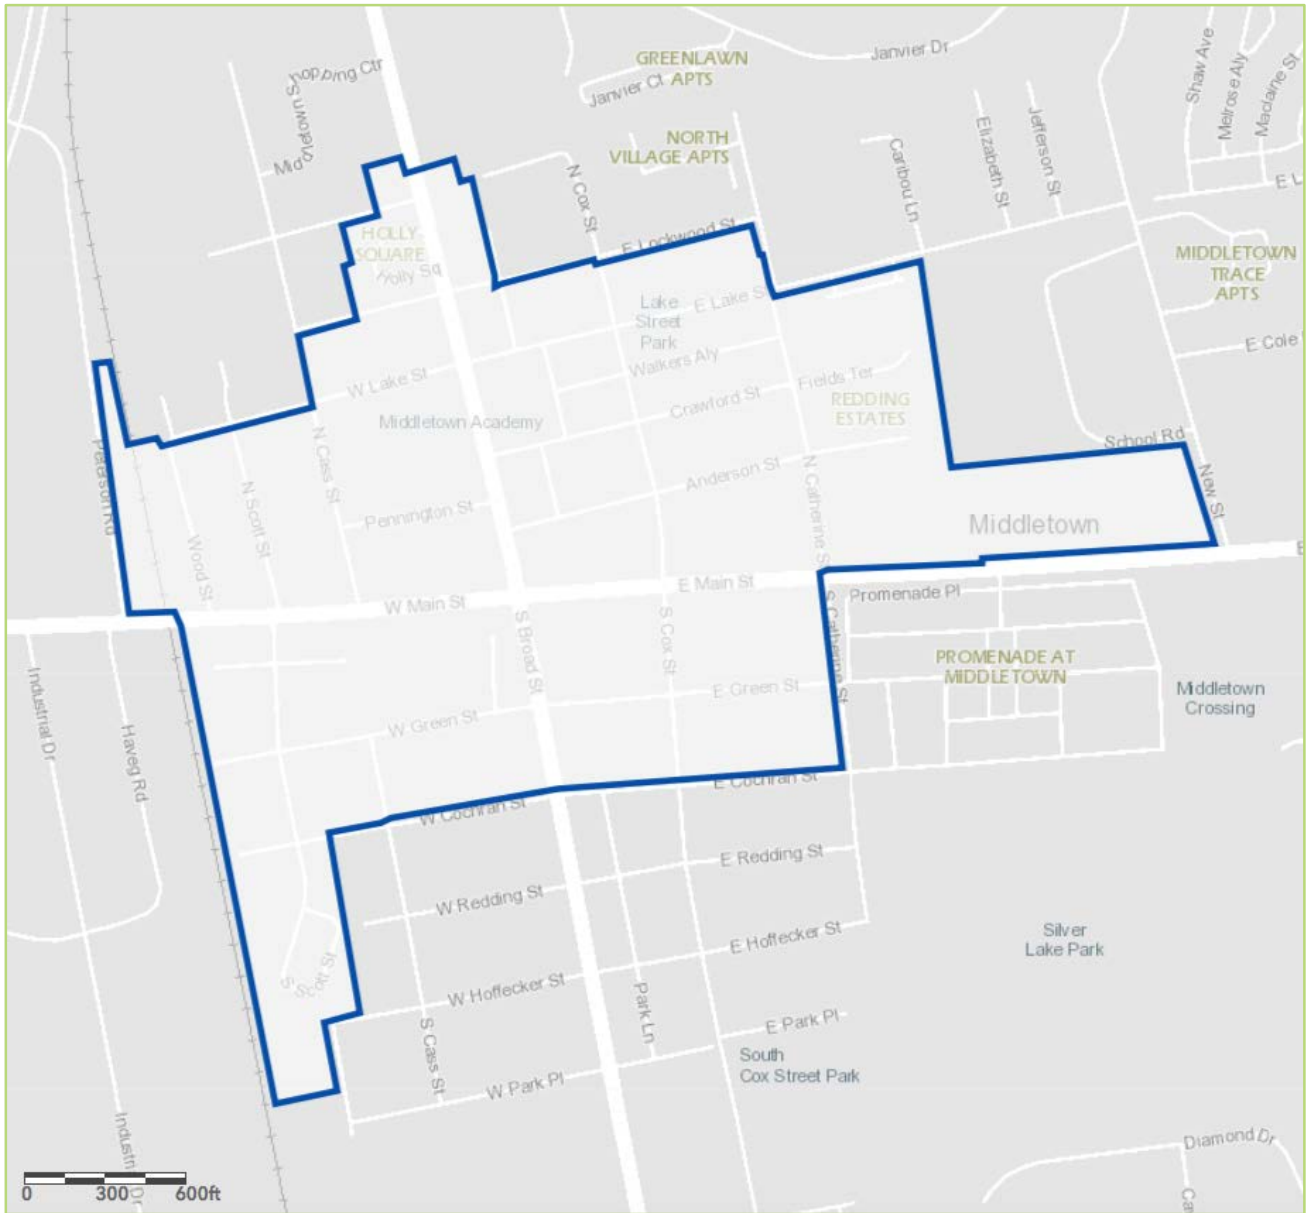 Shopping Ctr
Middletown S
GREENLAWN
APTS
Janvier Dr
Janvier Ct
Shaw Ave
Melrose Aly
Maclaine St
NORTH
VILLAGE APTS
N Cox St
Caribou Ln
Elizabeth St
Jefferson St
E L
HOLLY
SQUARE
Holly Sq
E Lockwood St
MIDDLETOWN
TRACE
APTS
Lake
Street
Park
E Lake S
E Cole
Walkers Aly
W Lake St
Fields Ter
Crawford St
REDDING
ESTATES
Middletown Academy
Peterson Rd
N Cass St
N Scott St
Anderson St
N Catherine S
School Rd
New St
Pennington St
Middletown
Wood St
W Main St
E Main St
E
Promenade Pl
S Broad St
S Cox St
S Catherine St
PROMENADE AT
MIDDLETOWN
Middletown
Crossing
E Green St
W Green St
Industrial Dr
Haveg Rd
E Cochran St
W Cochran St
E Redding St
W Redding St
Silver
Lake Park
E Hoffecker St
S Scott St
W Hoffecker St
Park Ln
E Park Pl
S Cass St
South
Cox Street Park
W Park Pl
Industri
Dr
Diamond Dr
Ca
0 300 600ft